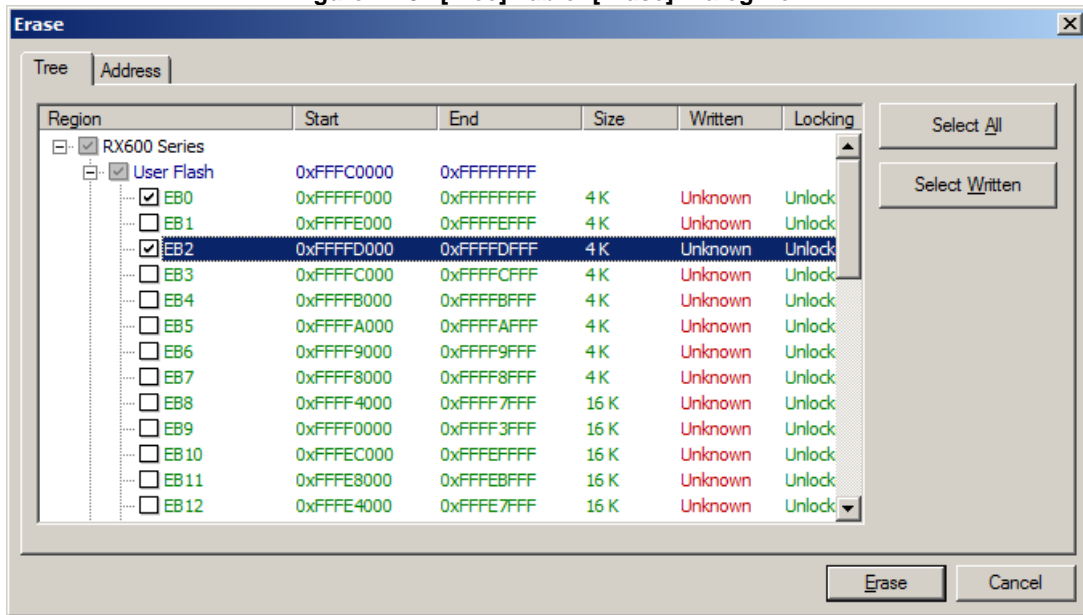 Erase
Tree Address
Region Start End Size Written Locking
RX600 Series
User Flash 0xFFFC0000 0xFFFFFFFF
EB0 0xFFFFF000 0xFFFFFFFF 4 K Unknown Unlock
EB1 0xFFFFE000 0xFFFFEFFF 4 K Unknown Unlock
EB2 0xFFFFD000 0xFFFFDFFF 4 K Unknown Unlock
EB3 0xFFFFC000 0xFFFFCFFF 4 K Unknown Unlock
EB4 0xFFFFB000 0xFFFFBFFF 4 K Unknown Unlock
EB5 0xFFFFA000 0xFFFFAFFF 4 K Unknown Unlock
EB6 0xFFFF9000 0xFFFF9FFF 4 K Unknown Unlock
EB7 0xFFFF8000 0xFFFF8FFF 4 K Unknown Unlock
EB8 0xFFFF4000 0xFFFF7FFF 16 K Unknown Unlock
EB9 0xFFFF0000 0xFFFF3FFF 16 K Unknown Unlock
EB10 0xFFFEC000 0xFFFEFFFF 16 K Unknown Unlock
EB11 0xFFFE8000 0xFFFEBFFF 16 K Unknown Unlock
EB12 0xFFFE4000 0xFFFE7FFF 16 K Unknown Unlock
Select All
Select Written
Erase Cancel